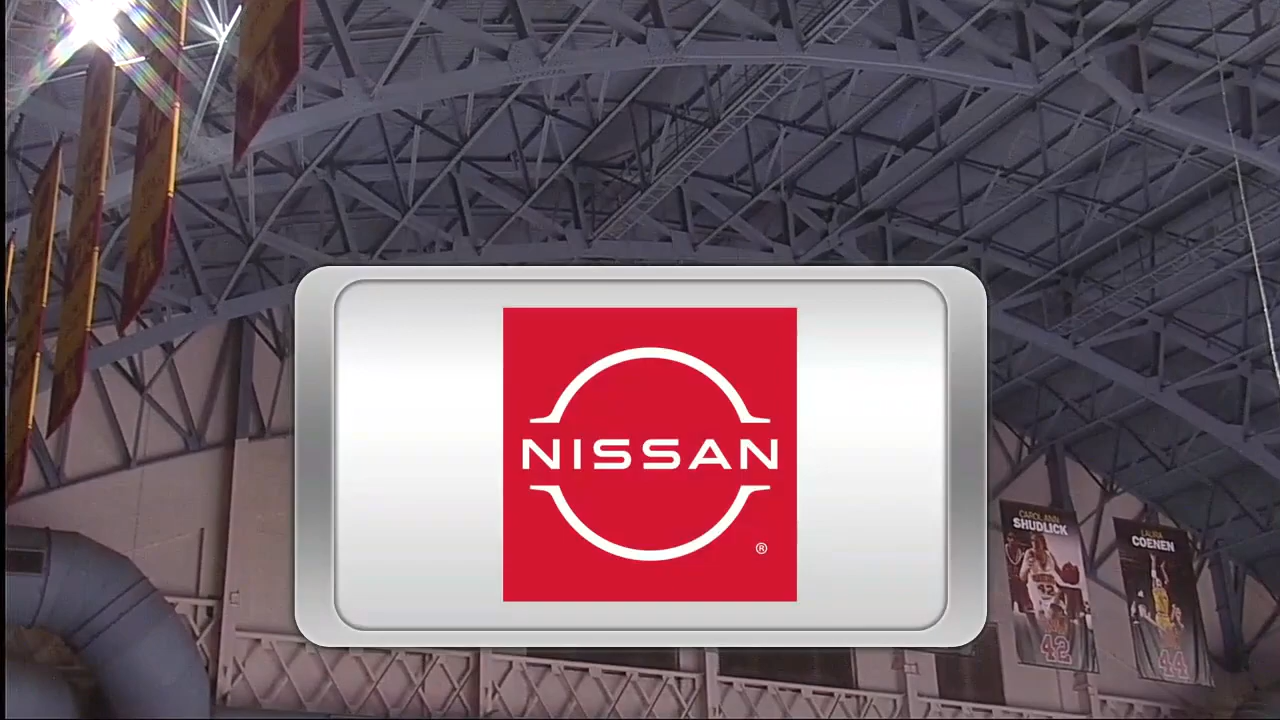 NISSAN
®
CAROL ANN
SHUDLICK
42
LAURA
COENEN
44